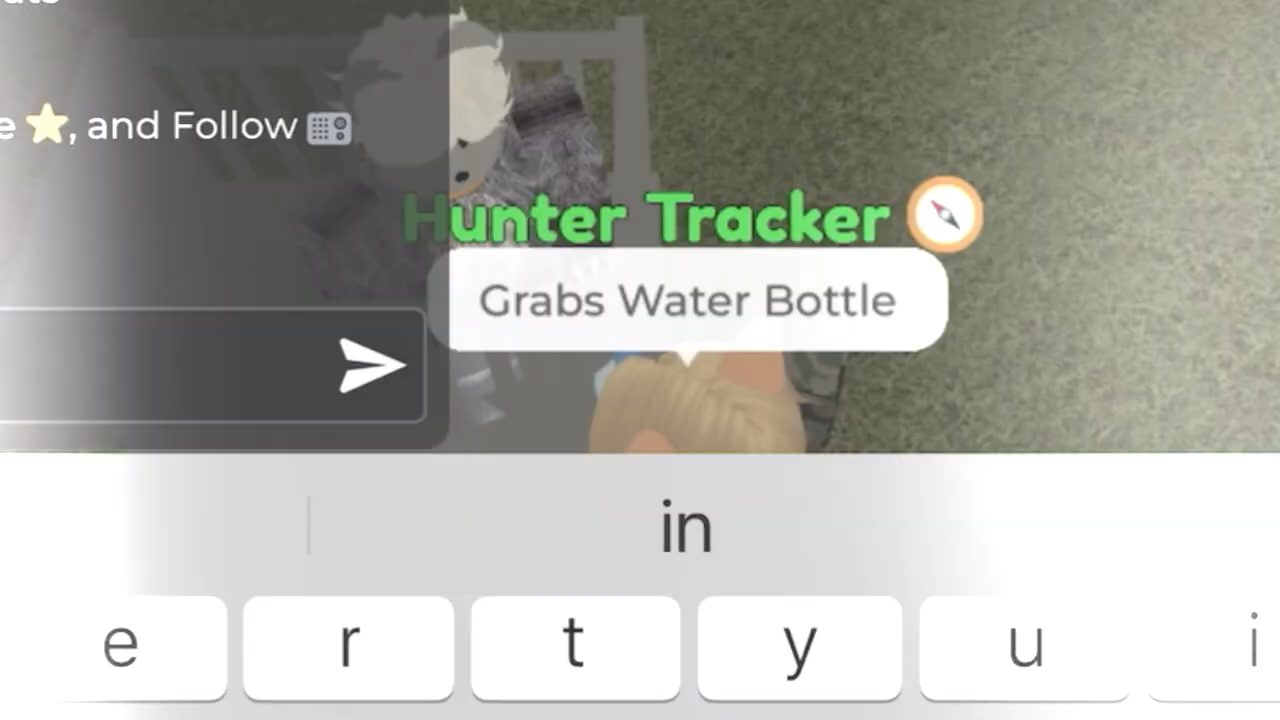 e ⭐, and Follow 🎛️
Hunter Tracker 🧭
Grabs Water Bottle
in
e r t y u i